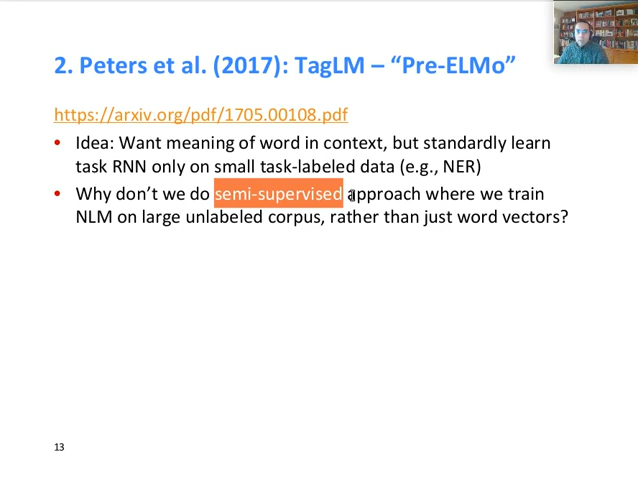 2. Peters et al. (2017): TagLM – “Pre-ELMo”
https://arxiv.org/pdf/1705.00108.pdf
• Idea: Want meaning of word in context, but standardly learn
task RNN only on small task-labeled data (e.g., NER)
• Why don’t we do semi-supervised approach where we train
NLM on large unlabeled corpus, rather than just word vectors?
13